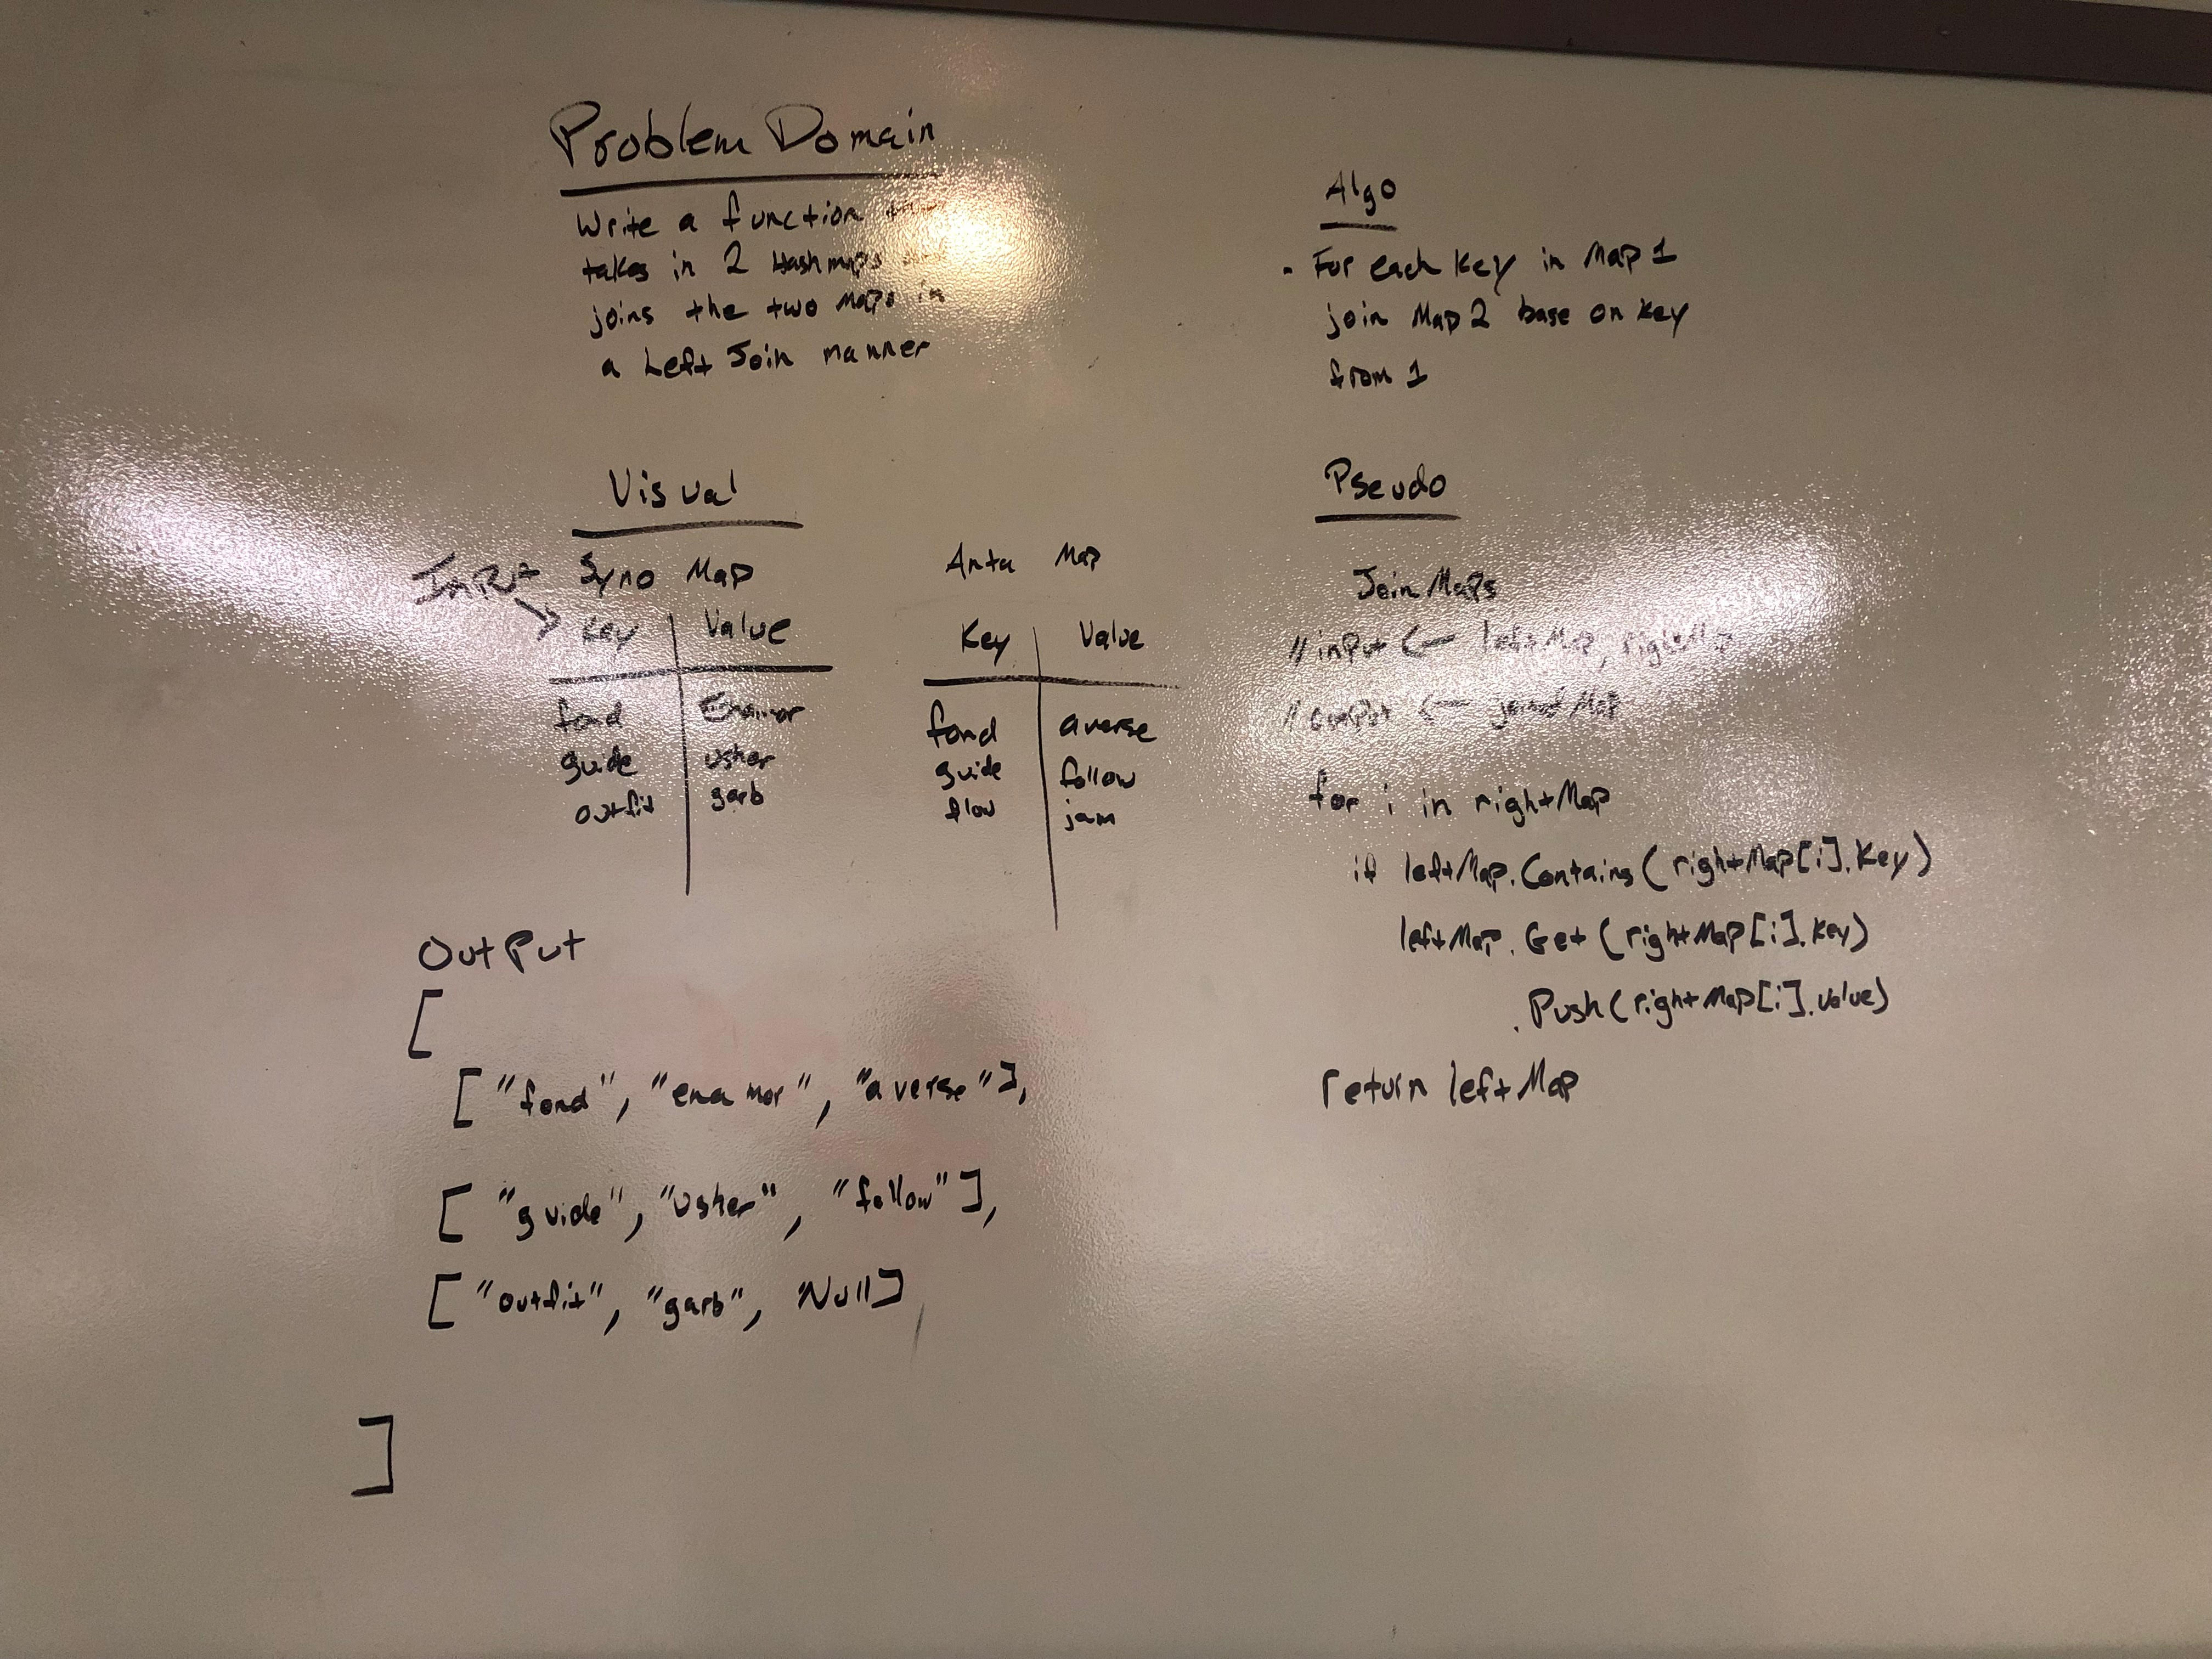 Problem Domain
Write a function
takes in 2 Hashmaps
joins the two Maps in
a Left Join manner
Visual
Input
Syno Map
Key Value
fond Enamor
guide usher
outfit garb
Anta Map
Key Value
fond averse
guide follow
flow jam
OutPut
[
["fond", "enamor", "averse"],
["guide", "usher", "follow"],
["outfit", "garb", Null]
]
Algo
- For each key in Map 1
join Map 2 base on key
from 1
Pseudo
Join Maps
// input <- leftMap, rightMap
// output <- joined Map
for i in rightMap
if leftMap.Contains(rightMap[i].Key)
leftMap.Get(rightMap[i].key)
.Push(rightMap[i].value)
return leftMap